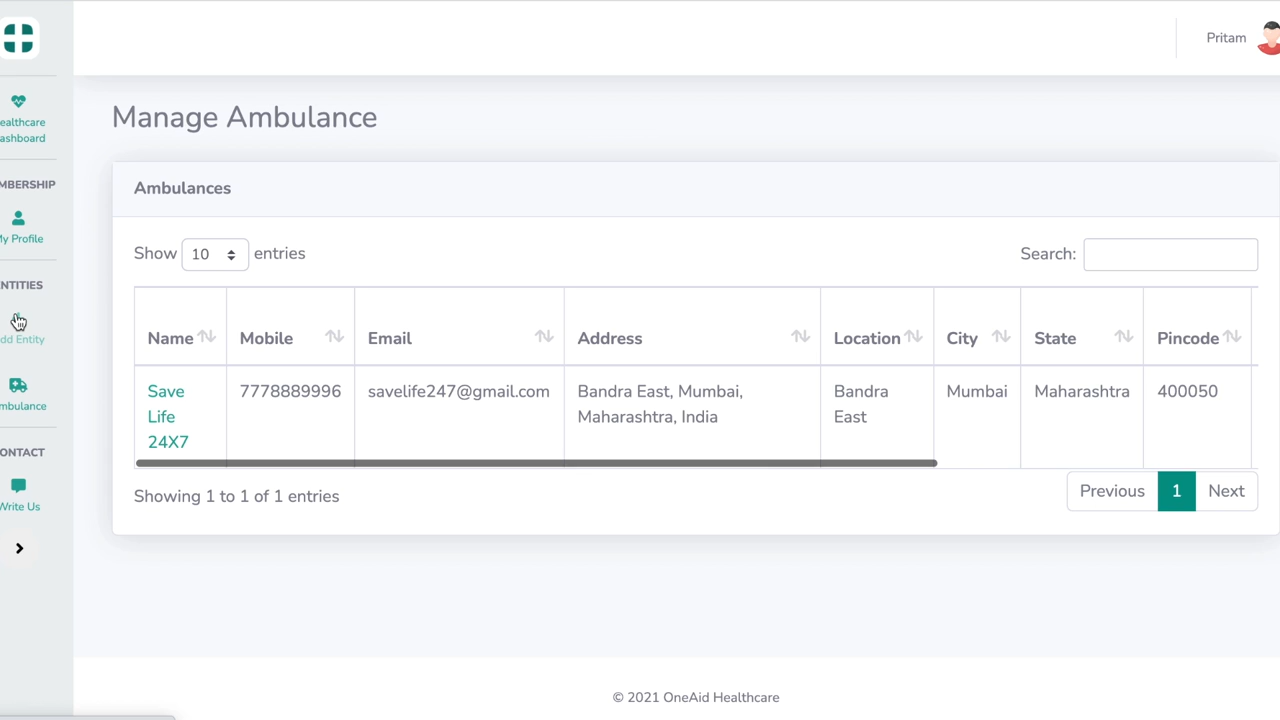 Pritam
ealthcare
ashboard
MBERSHIP
My Profile
NTITIES
dd Entity
mbulance
ONTACT
Write Us
Manage Ambulance
Ambulances
Show 10 entries
Search:
Name Mobile Email Address Location City State Pincode
Save Life 24X7 7778889996 savelife247@gmail.com Bandra East, Mumbai, Maharashtra, India Bandra East Mumbai Maharashtra 400050
Showing 1 to 1 of 1 entries
Previous 1 Next
© 2021 OneAid Healthcare